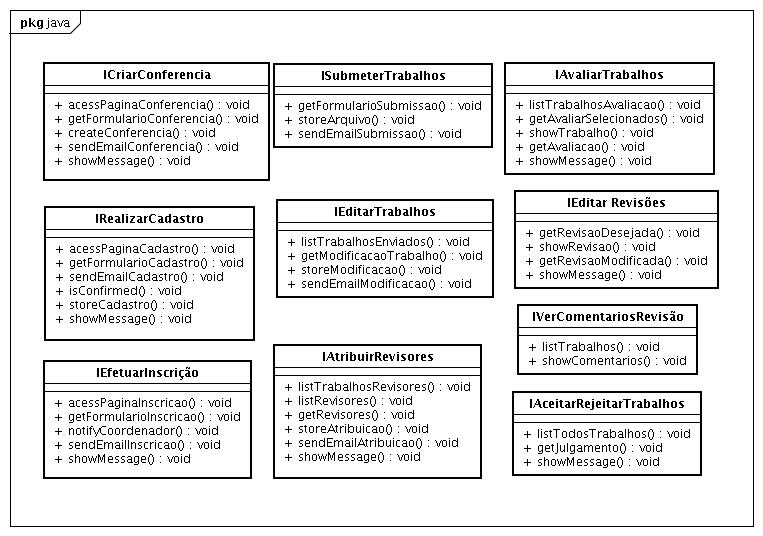 pkg java
ICriarConferencia
+ acessPaginaConferencia() : void
+ getFormularioConferencia() : void
+ createConferencia() : void
+ sendEmailConferencia() : void
+ showMessage() : void
ISubmeterTrabalhos
+ getFormularioSubmissao() : void
+ storeArquivo() : void
+ sendEmailSubmissao() : void
IAvaliarTrabalhos
+ listTrabalhosAvaliacao() : void
+ getAvaliarSelecionados() : void
+ showTrabalho() : void
+ getAvaliacao() : void
+ showMessage() : void
IRealizarCadastro
+ acessPaginaCadastro() : void
+ getFormularioCadastro() : void
+ sendEmailCadastro() : void
+ isConfirmed() : void
+ storeCadastro() : void
+ showMessage() : void
IEditarTrabalhos
+ listTrabalhosEnviados() : void
+ getModificacaoTrabalho() : void
+ storeModificacao() : void
+ sendEmailModificacao() : void
IEditar Revisões
+ getRevisaoDesejada() : void
+ showRevisao() : void
+ getRevisaoModificada() : void
+ showMessage() : void
IVerComentariosRevisão
+ listTrabalhos() : void
+ showComentarios() : void
IEfetuarInscrição
+ acessPaginaInscricao() : void
+ getFormularioInscricao() : void
+ notifyCoordenador() : void
+ sendEmailInscricao() : void
+ showMessage() : void
IAtribuirRevisores
+ listTrabalhosRevisores() : void
+ listRevisores() : void
+ getRevisores() : void
+ storeAtribuicao() : void
+ sendEmailAtribuicao() : void
+ showMessage() : void
IAceitarRejeitarTrabalhos
+ listTodosTrabalhos() : void
+ getJulgamento() : void
+ showMessage() : void